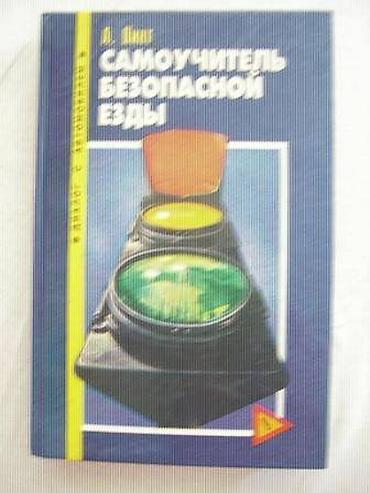 Л. Линг
САМОУЧИТЕЛЬ
БЕЗОПАСНОЙ
ЕЗДЫ
ДИАЛОГ С АВТОМОБИЛЕМ